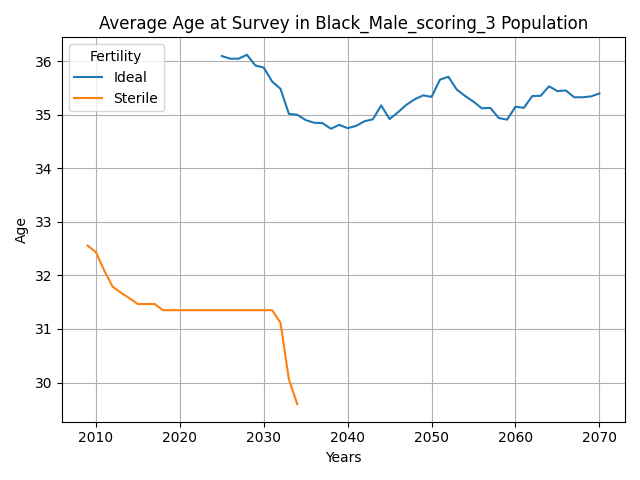 Average Age at Survey in Black_Male_scoring_3 Population
Fertility
Ideal
Sterile
36
35
34
33
32
31
30
Age
2010 2020 2030 2040 2050 2060 2070
Years